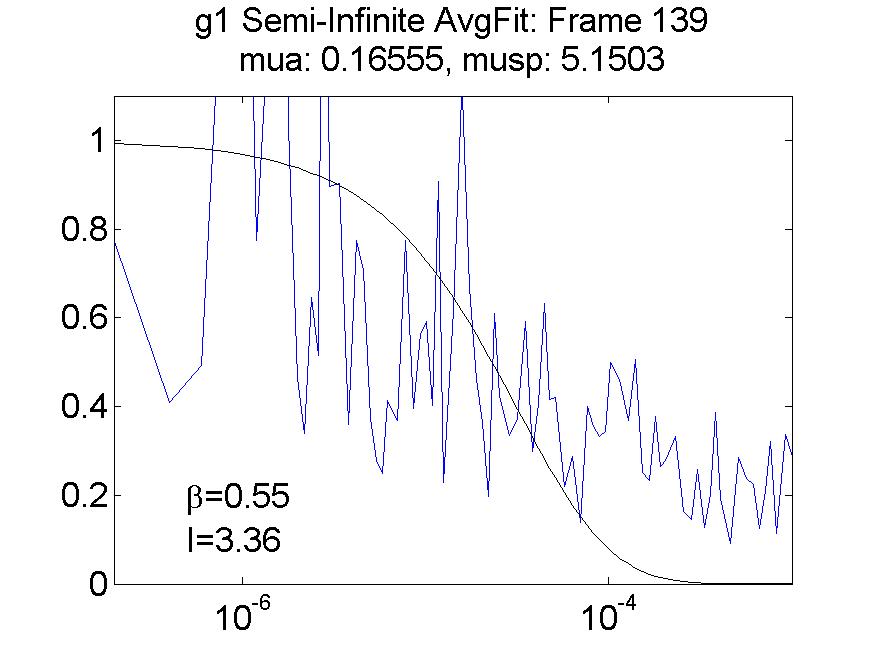 g1 Semi-Infinite AvgFit: Frame 139
mua: 0.16555, musp: 5.1503
1
0.8
0.6
0.4
0.2
0
β=0.55
I=3.36
10^-6
10^-4